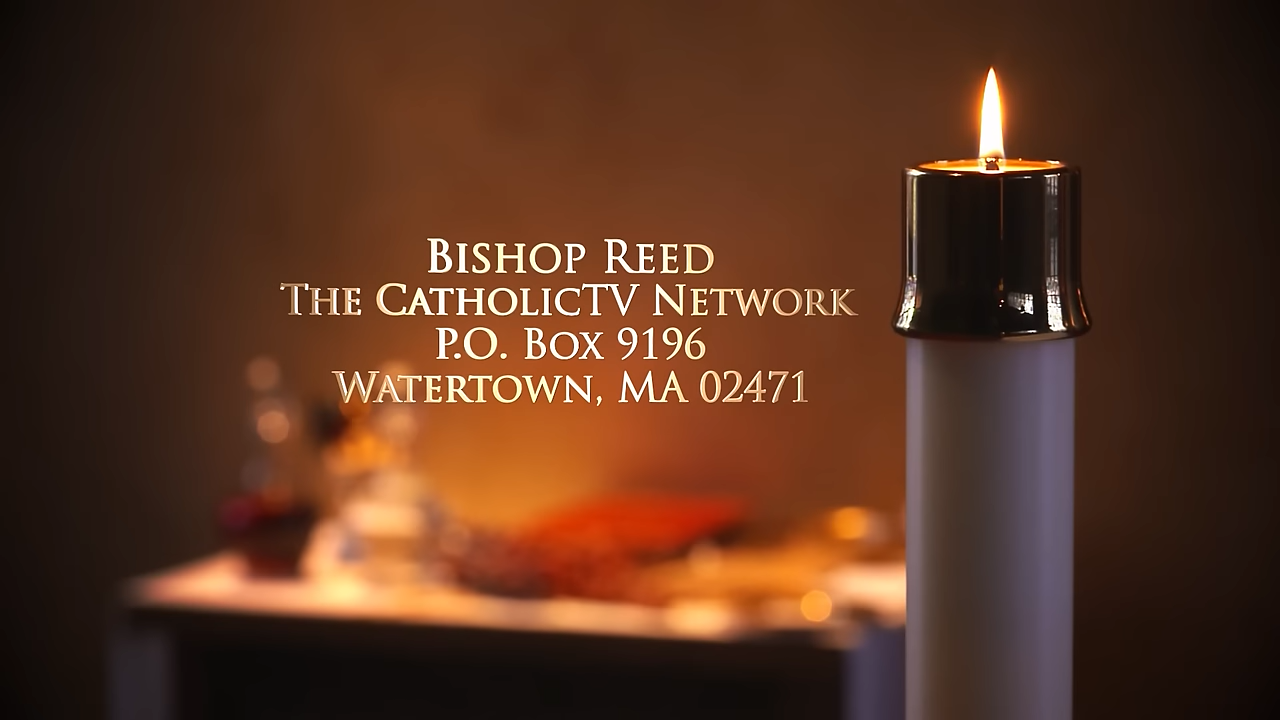 Bishop Reed
The CatholicTV Network
P.O. Box 9196
Watertown, MA 02471